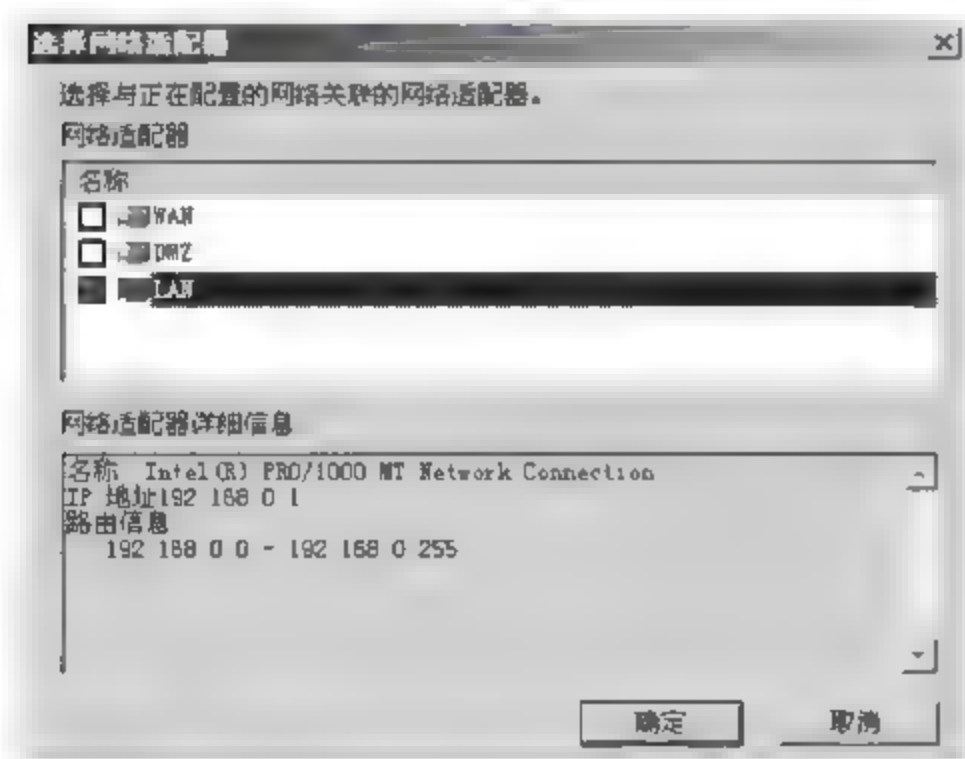 选择网络适配器
选择与正在配置的网络关联的网络适配器。
网络适配器
名称
WAN
DMZ
LAN
网络适配器详细信息
名称 Intel(R) PRO/1000 MT Network Connection
IP 地址192 168 0 1
路由信息
192 168 0 0 - 192 168 0 255
确定 取消